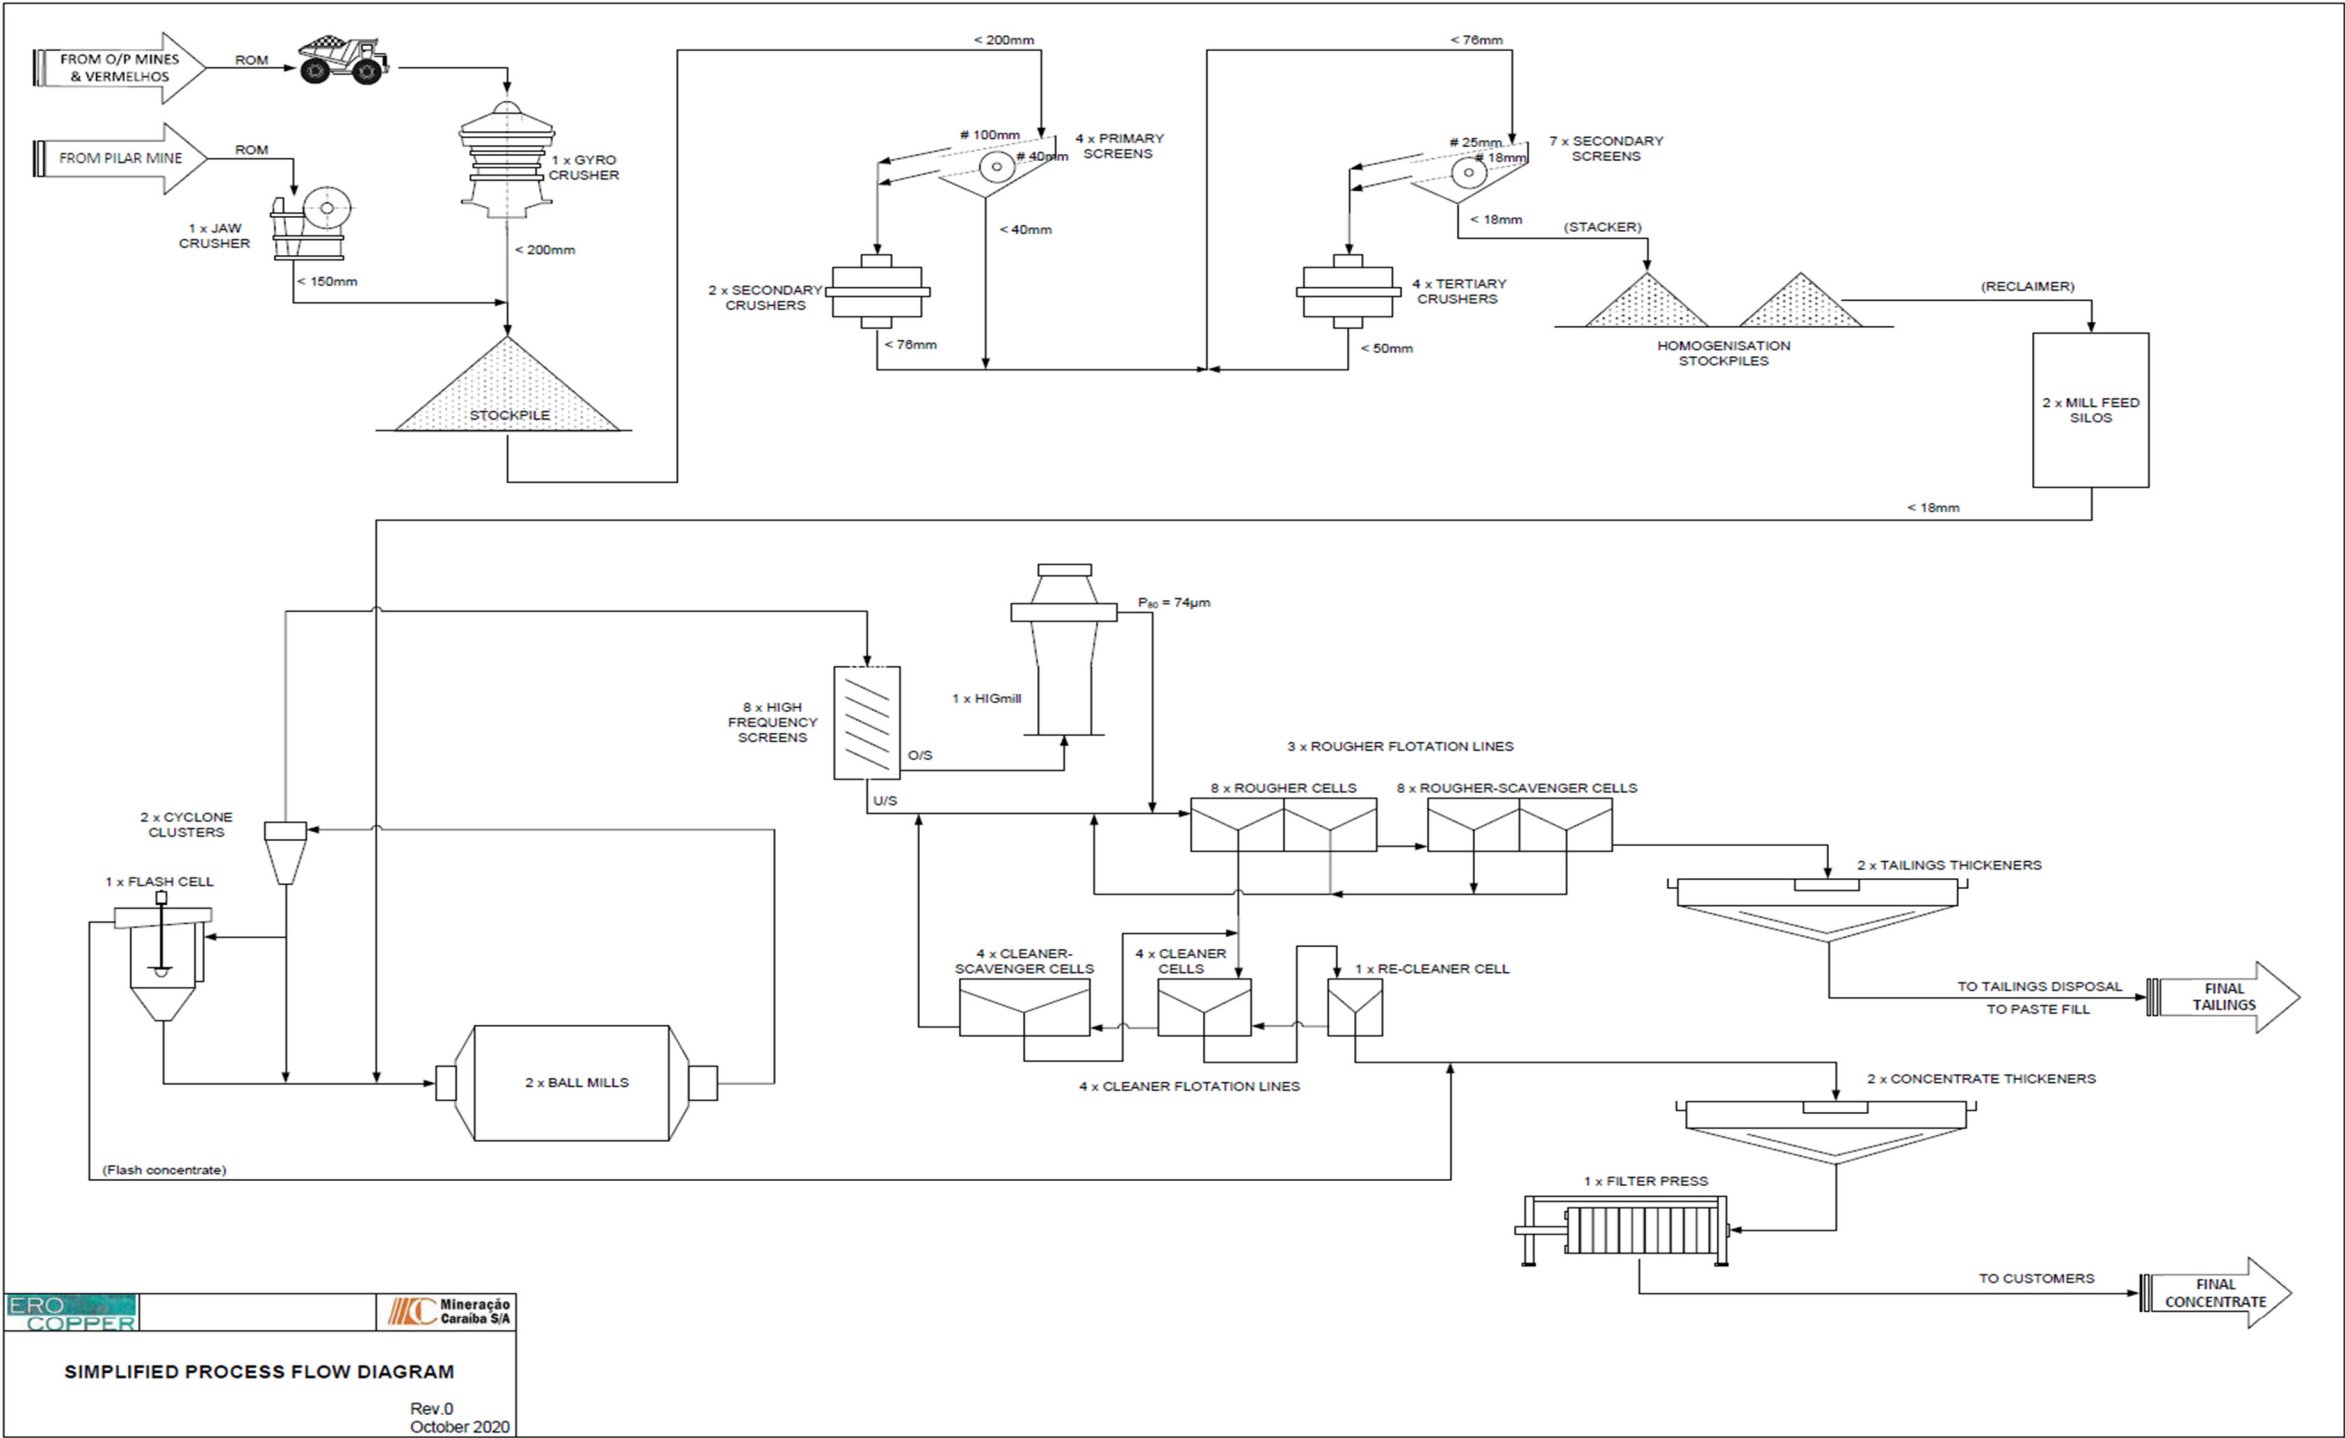 FROM O/P MINES
& VERMELHOS
ROM
FROM PILAR MINE
ROM
1 x JAW
CRUSHER
< 150mm
1 x GYRO
CRUSHER
< 200mm
STOCKPILE
< 200mm
# 100mm
# 40mm
4 x PRIMARY
SCREENS
< 40mm
2 x SECONDARY
CRUSHERS
< 76mm
< 76mm
# 25mm
# 18mm
7 x SECONDARY
SCREENS
< 18mm
(STACKER)
4 x TERTIARY
CRUSHERS
< 50mm
HOMOGENISATION
STOCKPILES
(RECLAIMER)
2 x MILL FEED
SILOS
< 18mm
P80 = 74µm
1 x HIGmill
8 x HIGH
FREQUENCY
SCREENS
O/S
U/S
3 x ROUGHER FLOTATION LINES
8 x ROUGHER CELLS
8 x ROUGHER-SCAVENGER CELLS
2 x CYCLONE
CLUSTERS
1 x FLASH CELL
2 x TAILINGS THICKENERS
4 x CLEANER-
SCAVENGER CELLS
4 x CLEANER
CELLS
1 x RE-CLEANER CELL
TO TAILINGS DISPOSAL
TO PASTE FILL
FINAL
TAILINGS
2 x BALL MILLS
4 x CLEANER FLOTATION LINES
2 x CONCENTRATE THICKENERS
(Flash concentrate)
1 x FILTER PRESS
TO CUSTOMERS
FINAL
CONCENTRATE
ERO
COPPER
Mineração
Caraíba S/A
SIMPLIFIED PROCESS FLOW DIAGRAM
Rev.0
October 2020